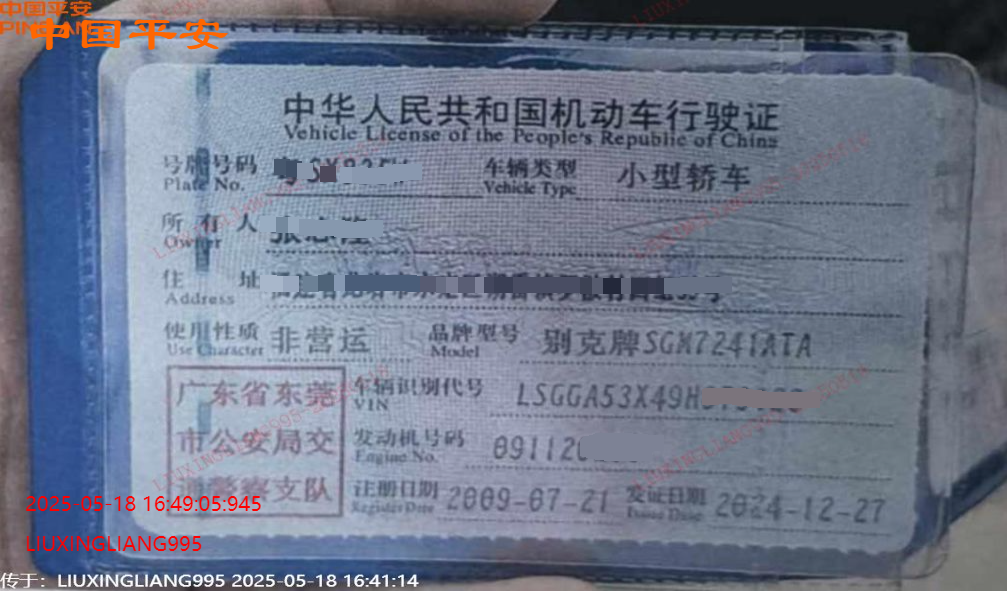 中国平安
PING AN
中国平安
中华人民共和国机动车行驶证
Vehicle License of the People's Republic of China
号牌号码 车辆类型 小型轿车
Plate No. Vehicle Type
所有人
Owner
住址
Address
使用性质 非营运 品牌型号 别克牌SGM7241ATA
Use Character Model
广东省东莞 车辆识别代号 LSGGA53X49H
VIN
市公安局交 发动机号码 891120
Engine No.
通警察支队 注册日期 2009-07-21 发证日期 2024-12-27
Register Date Issue Date
2025-05-18 16:49:05:945
LIUXINGLIANG995
传于：LIUXINGLIANG995 2025-05-18 16:41:14